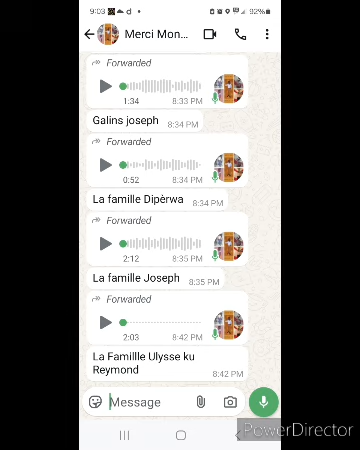 9:03
92%
Merci Mon...
Forwarded
1:34 8:33 PM
Galins joseph 8:34 PM
Forwarded
0:52 8:34 PM
La famille Dipèrwa 8:34 PM
Forwarded
2:12 8:35 PM
La famille Joseph 8:35 PM
Forwarded
2:03 8:42 PM
La Familllle Ulysse ku
Reymond 8:42 PM
Message
PowerDirector